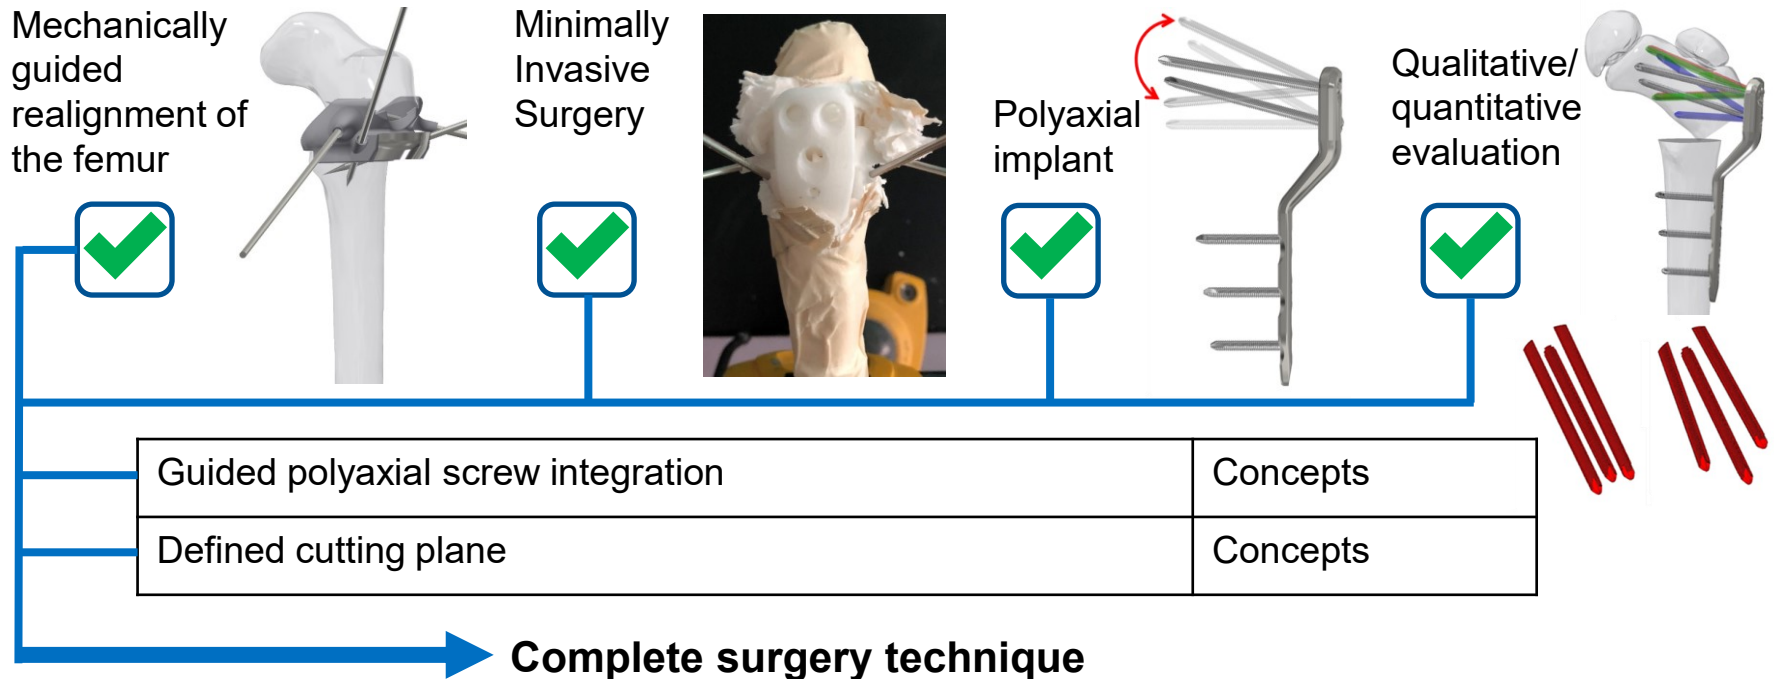 Mechanically
guided
realignment of
the femur
Minimally
Invasive
Surgery
Polyaxial
implant
Qualitative/
quantitative
evaluation
Guided polyaxial screw integration
Concepts
Defined cutting plane
Concepts
Complete surgery technique